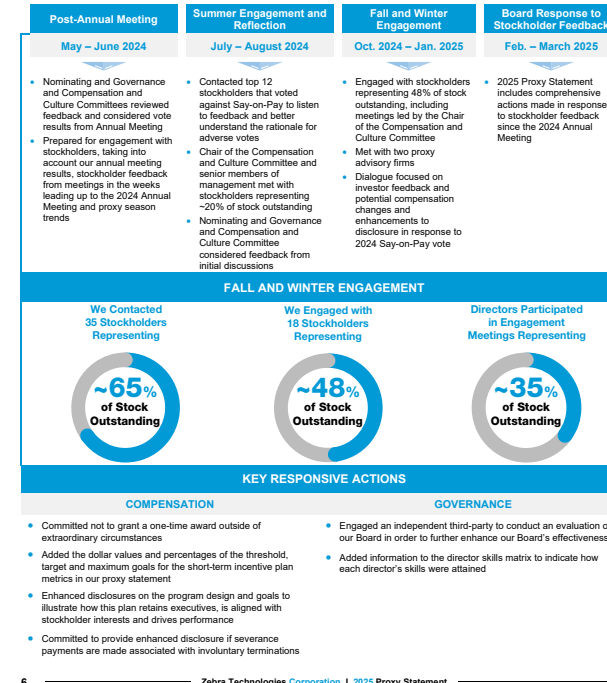 Post-Annual Meeting
May – June 2024
• Nominating and Governance
and Compensation and
Culture Committees reviewed
feedback and considered vote
results from Annual Meeting
• Prepared for engagement with
stockholders, taking into
account our annual meeting
results, stockholder feedback
from meetings in the weeks
leading up to the 2024 Annual
Meeting and proxy season
trends
Summer Engagement and
Reflection
July – August 2024
• Contacted top 12
stockholders that voted
against Say-on-Pay to listen
to feedback and better
understand the rationale for
adverse votes
• Chair of the Compensation
and Culture Committee and
senior members of
management met with
stockholders representing
~20% of stock outstanding
• Nominating and Governance
and Compensation and
Culture Committee
considered feedback from
initial discussions
Fall and Winter
Engagement
Oct. 2024 – Jan. 2025
• Engaged with stockholders
representing 48% of stock
outstanding, including
meetings led by the Chair
of the Compensation and
Culture Committee
• Met with two proxy
advisory firms
• Dialogue focused on
investor feedback and
potential compensation
changes and
enhancements to
disclosure in response to
2024 Say-on-Pay vote
Board Response to
Stockholder Feedback
Feb. – March 2025
• 2025 Proxy Statement
includes comprehensive
actions made in response
to stockholder feedback
since the 2024 Annual
Meeting
FALL AND WINTER ENGAGEMENT
We Contacted
35 Stockholders
Representing
~65%
of Stock
Outstanding
We Engaged with
18 Stockholders
Representing
~48%
of Stock
Outstanding
Directors Participated
in Engagement
Meetings Representing
~35%
of Stock
Outstanding
KEY RESPONSIVE ACTIONS
COMPENSATION
• Committed not to grant a one-time award outside of
extraordinary circumstances
• Added the dollar values and percentages of the threshold,
target and maximum goals for the short-term incentive plan
metrics in our proxy statement
• Enhanced disclosures on the program design and goals to
illustrate how this plan retains executives, is aligned with
stockholder interests and drives performance
• Committed to provide enhanced disclosure if severance
payments are made associated with involuntary terminations
GOVERNANCE
• Engaged an independent third-party to conduct an evaluation
our Board in order to further enhance our Board's effectiveness
• Added information to the director skills matrix to indicate how
each director's skills were attained
6 Zebra Technologies Corporation | 2025 Proxy Statement